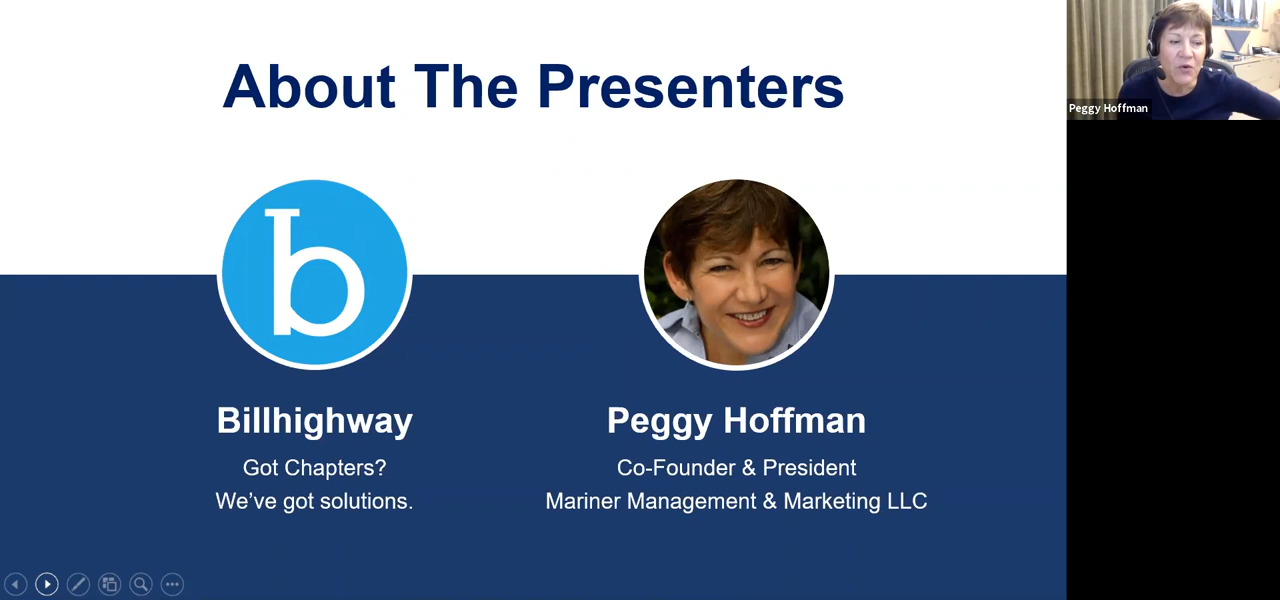 About The Presenters
Peggy Hoffman
b
Billhighway
Got Chapters?
We’ve got solutions.
Peggy Hoffman
Co-Founder & President
Mariner Management & Marketing LLC